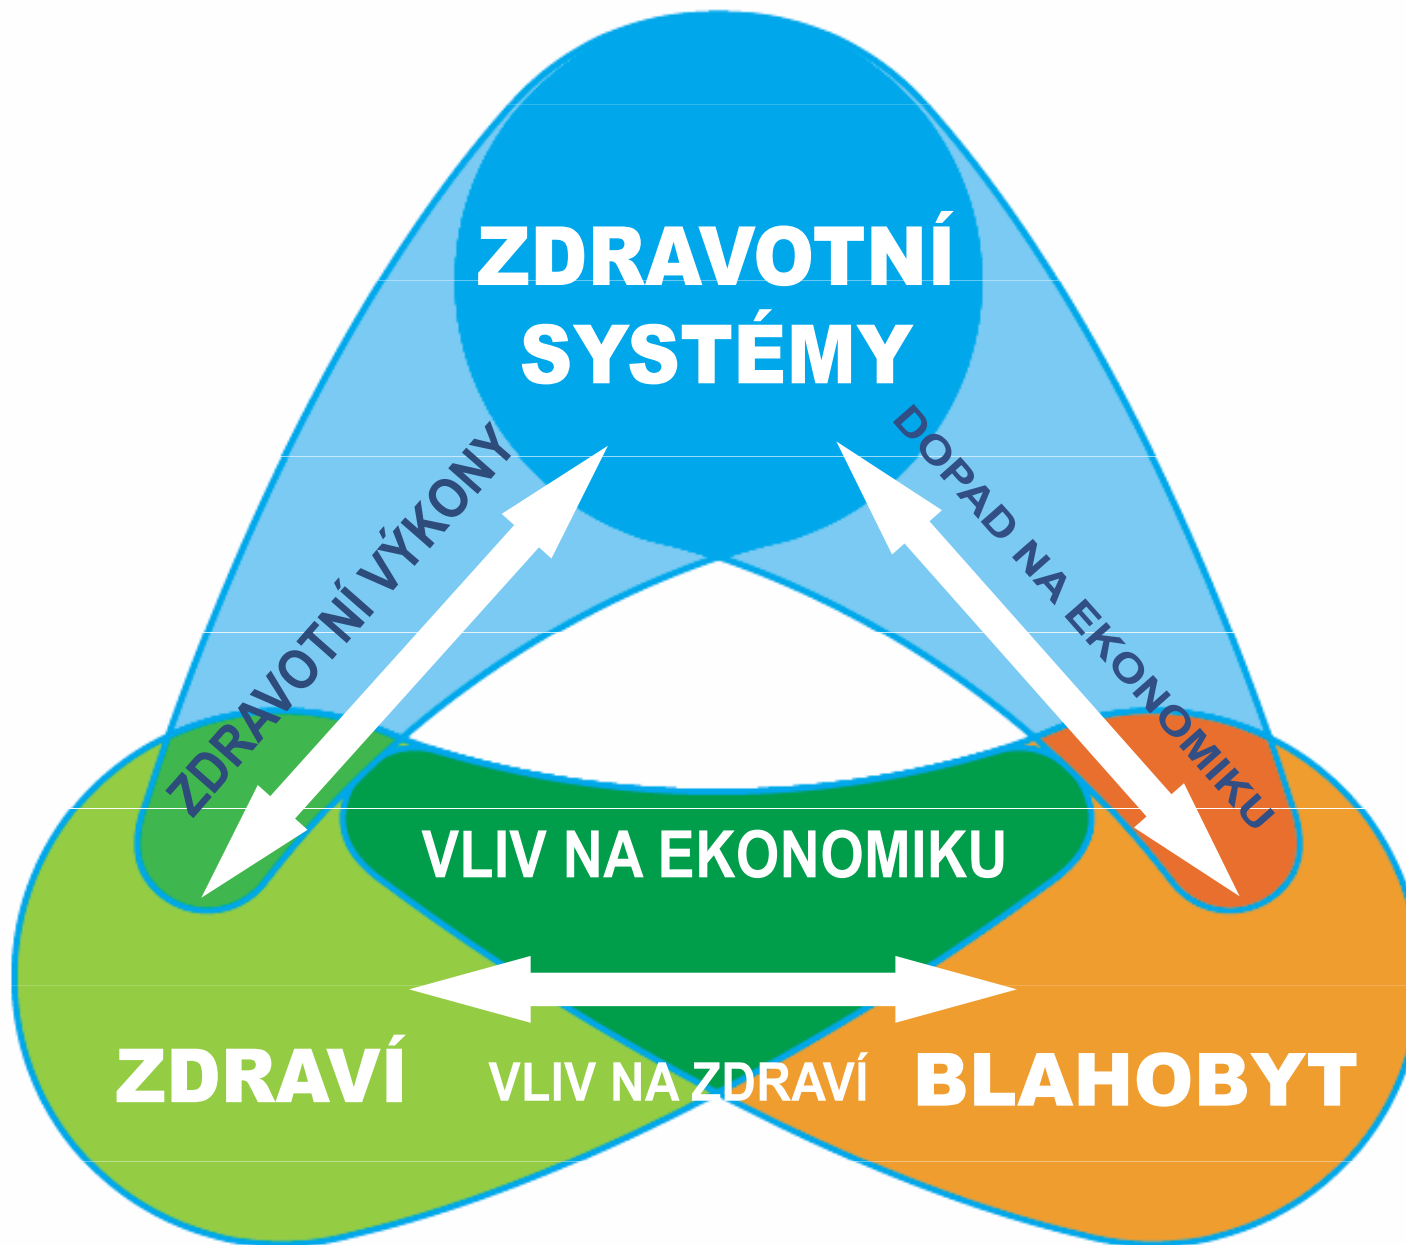 ZDRAVOTNÍ
SYSTÉMY
ZDRAVOTNÍ VÝKONY
DOPAD NA EKONOMIKU
VLIV NA EKONOMIKU
ZDRAVÍ
VLIV NA ZDRAVÍ
BLAHOBYT